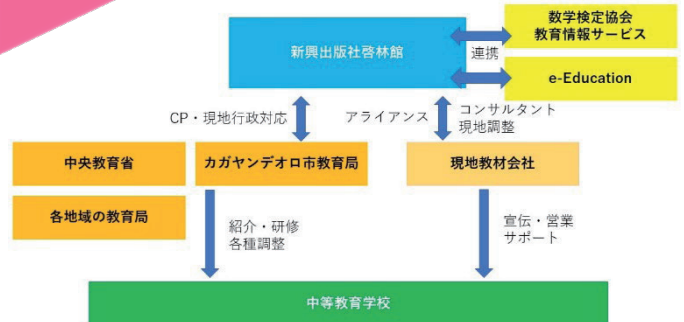 数学検定協会
教育情報サービス
新興出版社啓林館
連携
e-Education
CP・現地行政対応
アライアンス
コンサルタント
現地調整
中央教育省
カガヤンデオロ市教育局
現地教材会社
各地域の教育局
紹介・研修
各種調整
宣伝・営業
サポート
中等教育学校